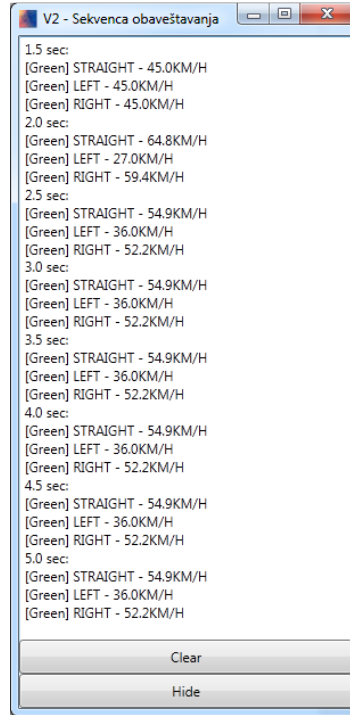 V2 - Sekvenca obaveštavanja
1.5 sec:
[Green] STRAIGHT - 45.0KM/H
[Green] LEFT - 45.0KM/H
[Green] RIGHT - 45.0KM/H
2.0 sec:
[Green] STRAIGHT - 64.8KM/H
[Green] LEFT - 27.0KM/H
[Green] RIGHT - 59.4KM/H
2.5 sec:
[Green] STRAIGHT - 54.9KM/H
[Green] LEFT - 36.0KM/H
[Green] RIGHT - 52.2KM/H
3.0 sec:
[Green] STRAIGHT - 54.9KM/H
[Green] LEFT - 36.0KM/H
[Green] RIGHT - 52.2KM/H
3.5 sec:
[Green] STRAIGHT - 54.9KM/H
[Green] LEFT - 36.0KM/H
[Green] RIGHT - 52.2KM/H
4.0 sec:
[Green] STRAIGHT - 54.9KM/H
[Green] LEFT - 36.0KM/H
[Green] RIGHT - 52.2KM/H
4.5 sec:
[Green] STRAIGHT - 54.9KM/H
[Green] LEFT - 36.0KM/H
[Green] RIGHT - 52.2KM/H
5.0 sec:
[Green] STRAIGHT - 54.9KM/H
[Green] LEFT - 36.0KM/H
[Green] RIGHT - 52.2KM/H
Clear
Hide